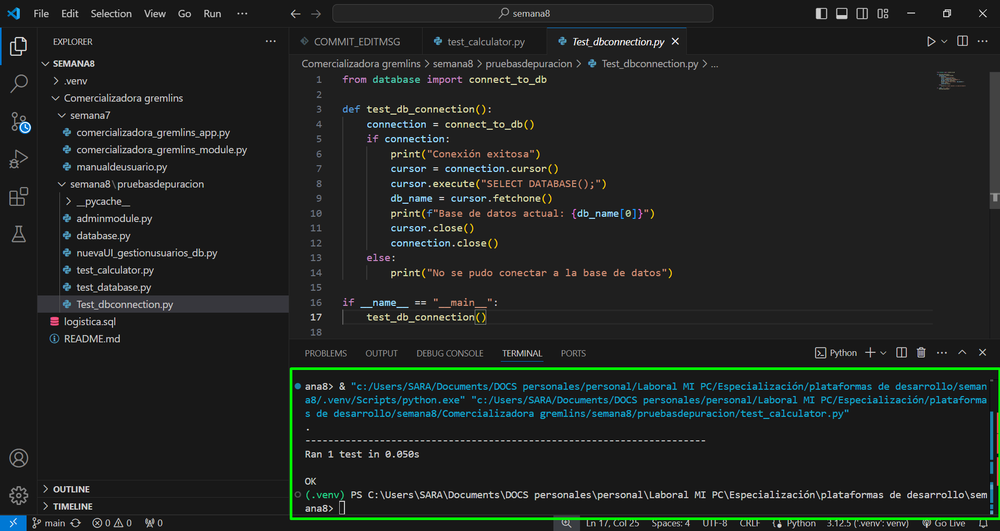 File Edit Selection View Go Run ···
semana8
EXPLORER
SEMANA8
.venv
Comercializadora gremlins
semana7
comercializadora_gremlins_app.py
comercializadora_gremlins_module.py
manualdeusuario.py
semana8\pruebasdepuracion
__pycache__
adminmodule.py
database.py
nuevaUI_gestionusuarios_db.py
test_calculator.py
test_database.py
Test_dbconnection.py
logistica.sql
README.md
OUTLINE
TIMELINE
COMMIT_EDITMSG test_calculator.py Test_dbconnection.py
Comercializadora gremlins > semana8 > pruebasdepuracion > Test_dbconnection.py > ...
1 from database import connect_to_db
2
3 def test_db_connection():
4     connection = connect_to_db()
5     if connection:
6         print("Conexión exitosa")
7         cursor = connection.cursor()
8         cursor.execute("SELECT DATABASE();")
9         db_name = cursor.fetchone()
10         print(f"Base de datos actual: {db_name[0]}")
11         cursor.close()
12         connection.close()
13     else:
14         print("No se pudo conectar a la base de datos")
15
16 if __name__ == "__main__":
17     test_db_connection()
18
PROBLEMS OUTPUT DEBUG CONSOLE TERMINAL PORTS Python
ana8> & "c:/Users/SARA/Documents/DOCS personales/personal/Laboral MI PC/Especialización/plataformas de desarrollo/seman
a8/.venv/Scripts/python.exe" "c:/Users/SARA/Documents/DOCS personales/personal/Laboral MI PC/Especialización/plataforma
s de desarrollo/semana8/Comercializadora gremlins/semana8/pruebasdepuracion/test_calculator.py"
.
----------------------------------------------------------------------
Ran 1 test in 0.050s
OK
(.venv) PS C:\Users\SARA\Documents\DOCS personales\personal\Laboral MI PC\Especialización\plataformas de desarrollo\sem
ana8>
main 0 0 0 Ln 17, Col 25 Spaces: 4 UTF-8 CRLF Python 3.12.5 ('.venv': venv) Go Live